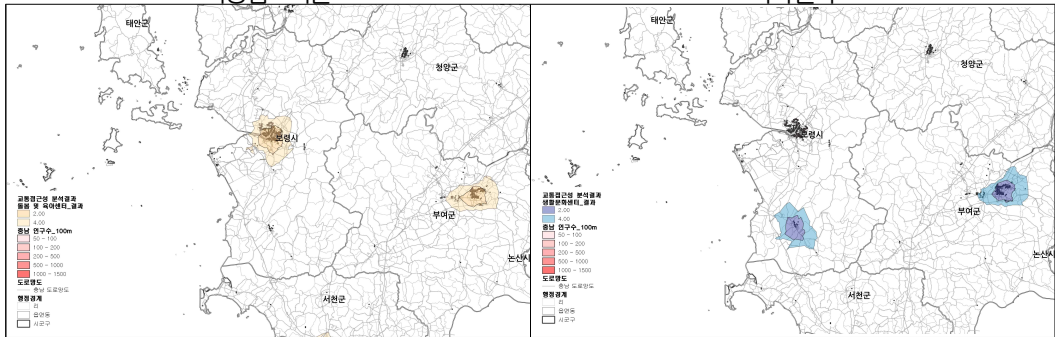 태안군
청양군
보령시
부여군
논산시
서천군
교통접근성 분석결과
돌봄 및 육아센터_결과
2.00
4.00
충남 인구수_100m
50 - 100
100 - 200
200 - 500
500 - 1000
1000 - 1500
도로망도
충남 도로망도
행정경계
리
읍면동
시군구
태안군
청양군
보령시
부여군
논산시
서천군
교통접근성 분석결과
생활문화센터_결과
2.00
4.00
충남 인구수_100m
50 - 100
100 - 200
200 - 500
500 - 1000
1000 - 1500
도로망도
충남 도로망도
행정경계
리
읍면동
시군구